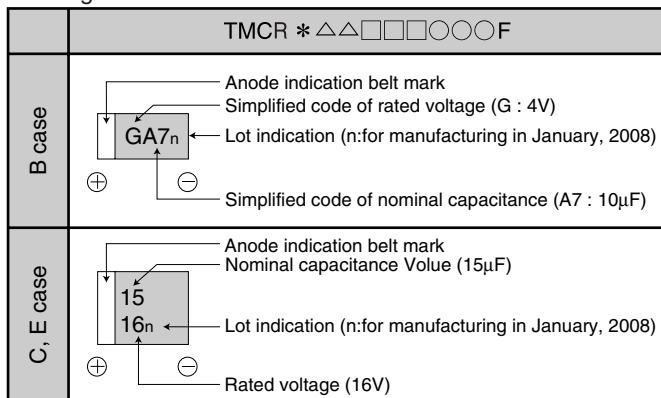 TMCR * △△□□□○○○F
B case
Anode indication belt mark
Simplified code of rated voltage (G : 4V)
GA7n
Lot indication (n:for manufacturing in January, 2008)
⊕ ⊖
Simplified code of nominal capacitance (A7 : 10μF)
C, E case
Anode indication belt mark
Nominal capacitance Volue (15μF)
15
16n
Lot indication (n:for manufacturing in January, 2008)
⊕ ⊖
Rated voltage (16V)